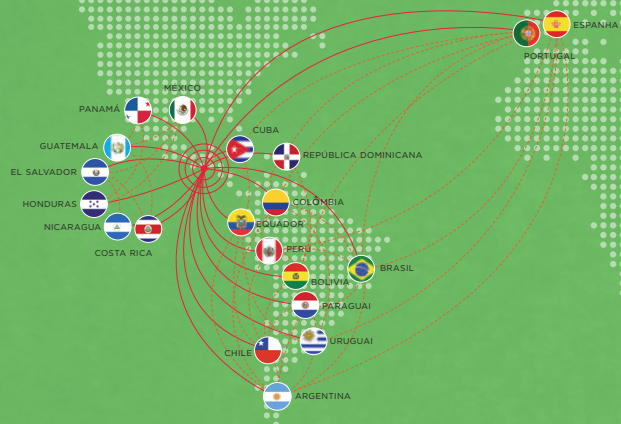 ESPANHA
PORTUGAL
MÉXICO
PANAMÁ
CUBA
GUATEMALA
REPÚBLICA DOMINICANA
EL SALVADOR
HONDURAS
COLÔMBIA
NICARAGUA
EQUADOR
COSTA RICA
PERU
BRASIL
BOLIVIA
PARAGUAI
URUGUAI
CHILE
ARGENTINA